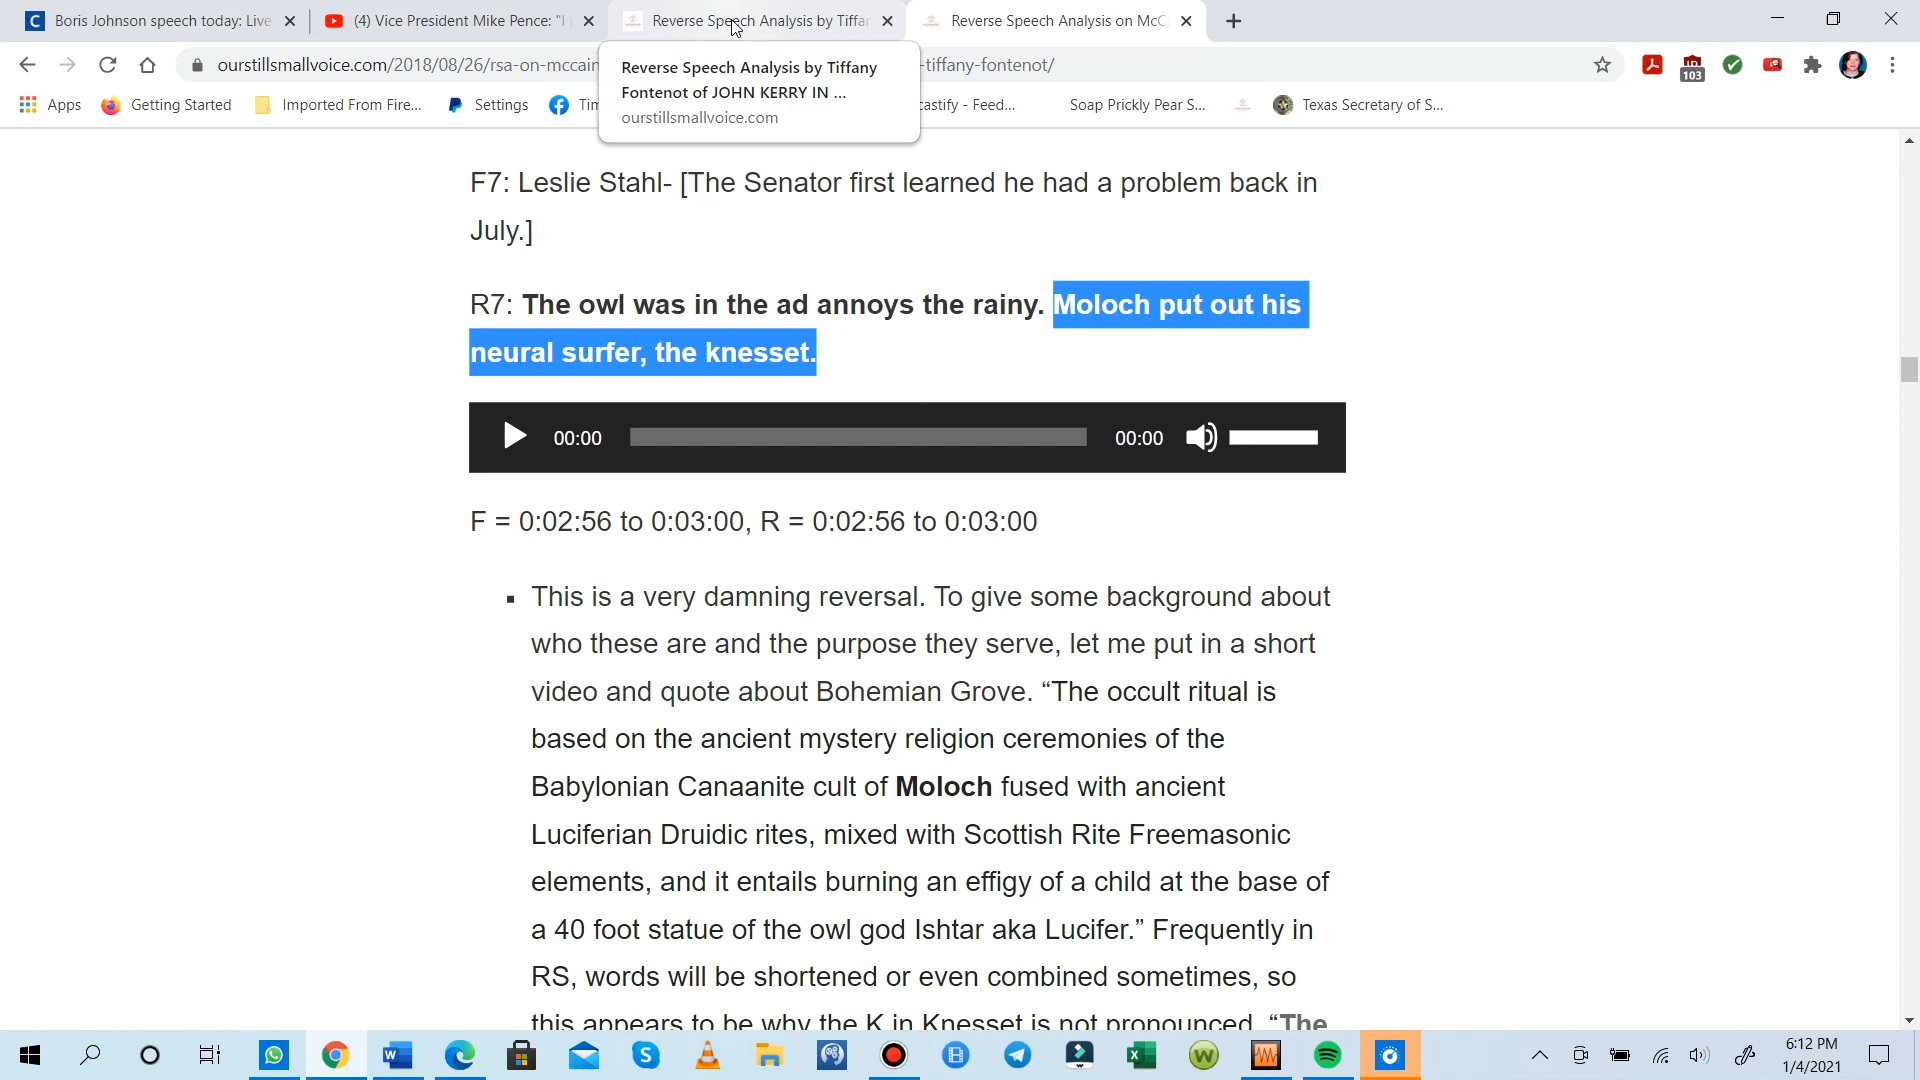 Boris Johnson speech today: Live
(4) Vice President Mike Pence: "I
Reverse Speech Analysis by Tiffar
Reverse Speech Analysis on McC
ourstillsmallvoice.com/2018/08/26/rsa-on-mccain
-tiffany-fontenot/
103
Reverse Speech Analysis by Tiffany
Fontenot of JOHN KERRY IN ...
ourstillsmallvoice.com
Apps
Getting Started
Imported From Fire...
Settings
castify - Feed...
Soap Prickly Pear S...
Texas Secretary of S...
F7: Leslie Stahl- [The Senator first learned he had a problem back in
July.]
R7: The owl was in the ad annoys the rainy. Moloch put out his
neural surfer, the knesset.
00:00
00:00
F = 0:02:56 to 0:03:00, R = 0:02:56 to 0:03:00
▪ This is a very damning reversal. To give some background about
who these are and the purpose they serve, let me put in a short
video and quote about Bohemian Grove. “The occult ritual is
based on the ancient mystery religion ceremonies of the
Babylonian Canaanite cult of Moloch fused with ancient
Luciferian Druidic rites, mixed with Scottish Rite Freemasonic
elements, and it entails burning an effigy of a child at the base of
a 40 foot statue of the owl god Ishtar aka Lucifer.” Frequently in
RS, words will be shortened or even combined sometimes, so
this appears to be why the K in Knesset is not pronounced. “The
6:12 PM
1/4/2021